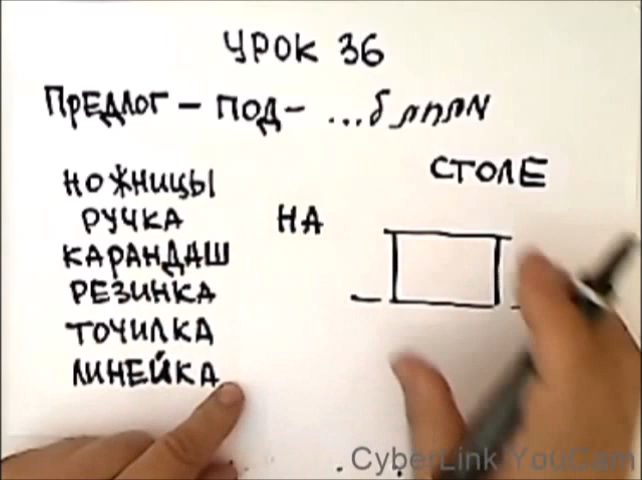 УРОК 36
ПРЕДЛОГ – ПОД – ...
СТОЛЕ
НОЖНИЦЫ
РУЧКА НА
КАРАНДАШ
РЕЗИНКА
ТОЧИЛКА
ЛИНЕЙКА
CyberLink YouCam